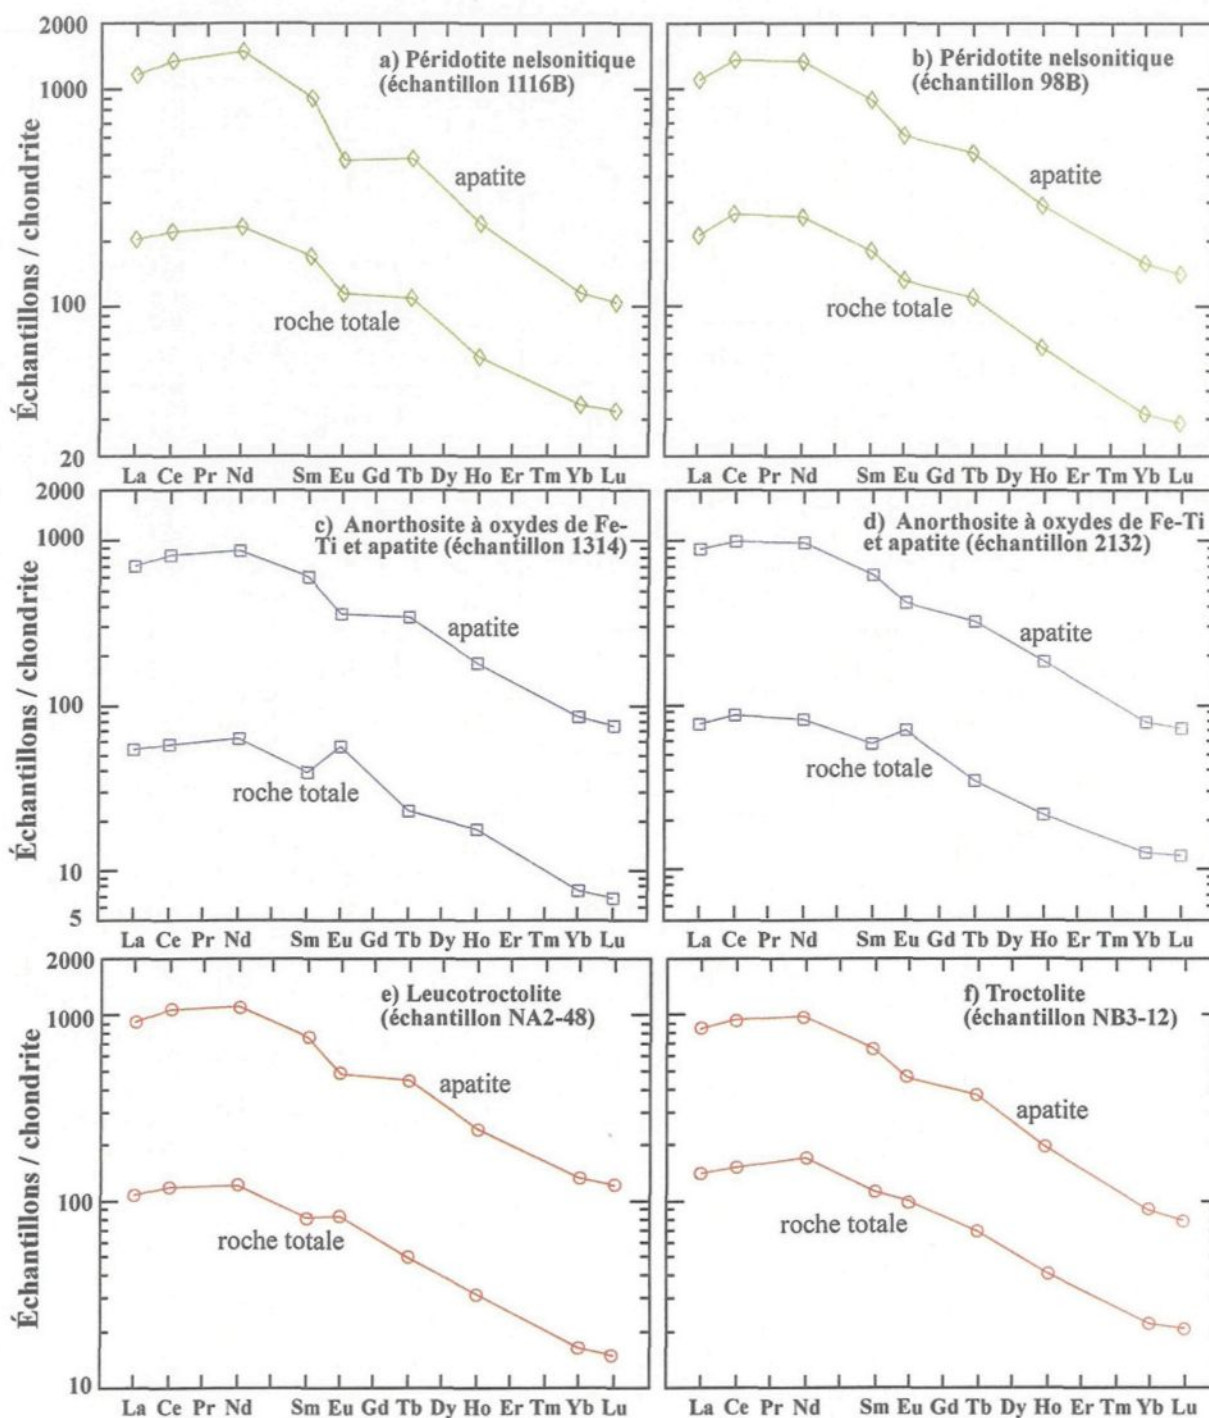 2000
1000
100
20
Échantillons / chondrite
a) Péridotite nelsonitique
(échantillon 1116B)
apatite
roche totale
La Ce Pr Nd Sm Eu Gd Tb Dy Ho Er Tm Yb Lu
b) Péridotite nelsonitique
(échantillon 98B)
apatite
roche totale
La Ce Pr Nd Sm Eu Gd Tb Dy Ho Er Tm Yb Lu
2000
1000
100
10
5
Échantillons / chondrite
c) Anorthosite à oxydes de Fe-
Ti et apatite (échantillon 1314)
apatite
roche totale
La Ce Pr Nd Sm Eu Gd Tb Dy Ho Er Tm Yb Lu
d) Anorthosite à oxydes de Fe-Ti
et apatite (échantillon 2132)
apatite
roche totale
La Ce Pr Nd Sm Eu Gd Tb Dy Ho Er Tm Yb Lu
2000
1000
100
10
Échantillons / chondrite
e) Leucotroctolite
(échantillon NA2-48)
apatite
roche totale
La Ce Pr Nd Sm Eu Gd Tb Dy Ho Er Tm Yb Lu
f) Troctolite
(échantillon NB3-12)
apatite
roche totale
La Ce Pr Nd Sm Eu Gd Tb Dy Ho Er Tm Yb Lu